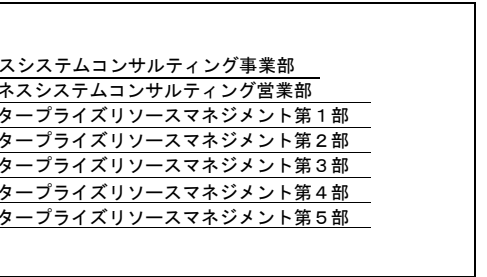 スシステムコンサルティング事業部
ネスシステムコンサルティング営業部
タープライズリソースマネジメント第１部
タープライズリソースマネジメント第２部
タープライズリソースマネジメント第３部
タープライズリソースマネジメント第４部
タープライズリソースマネジメント第５部